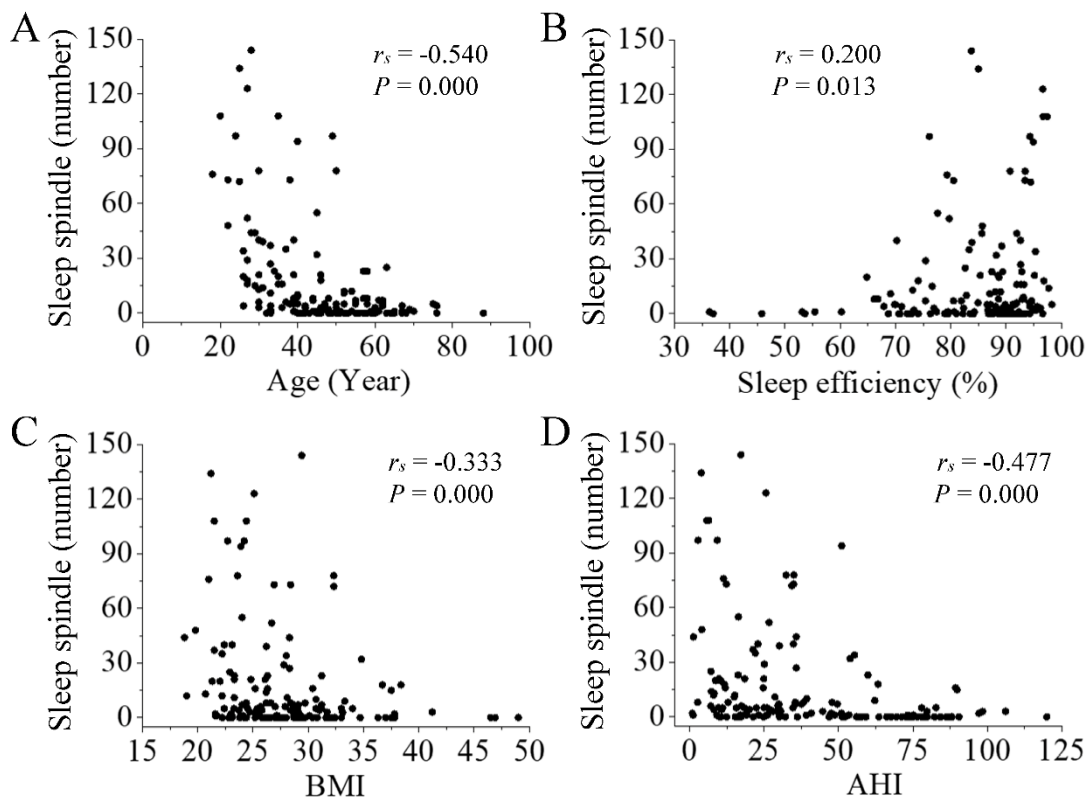 A
150
120
90
60
30
0
Sleep spindle (number)
rs = -0.540
P = 0.000
0 20 40 60 80 100
Age (Year)
B
150
120
90
60
30
0
Sleep spindle (number)
rs = 0.200
P = 0.013
30 40 50 60 70 80 90 100
Sleep efficiency (%)
C
150
120
90
60
30
0
Sleep spindle (number)
rs = -0.333
P = 0.000
15 20 25 30 35 40 45 50
BMI
D
150
120
90
60
30
0
Sleep spindle (number)
rs = -0.477
P = 0.000
0 25 50 75 100 125
AHI